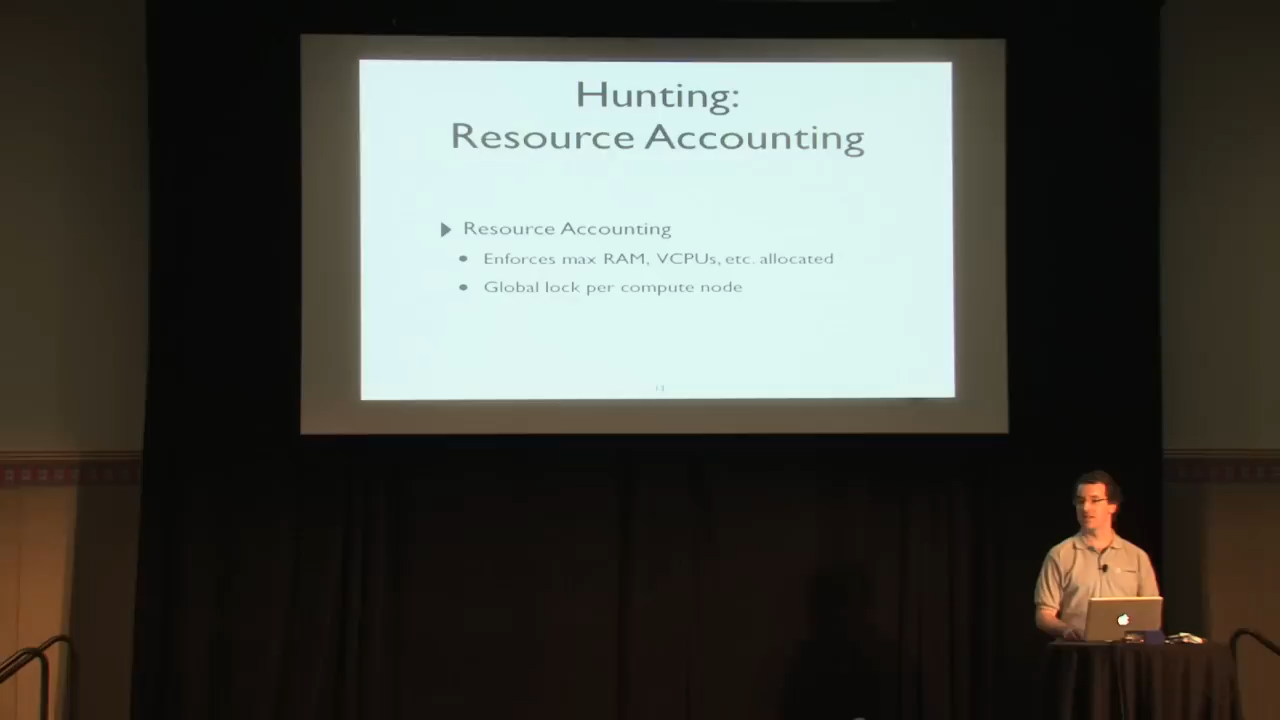 Hunting:
Resource Accounting
Resource Accounting
Enforces max RAM, VCPUs, etc. allocated
Global lock per compute node